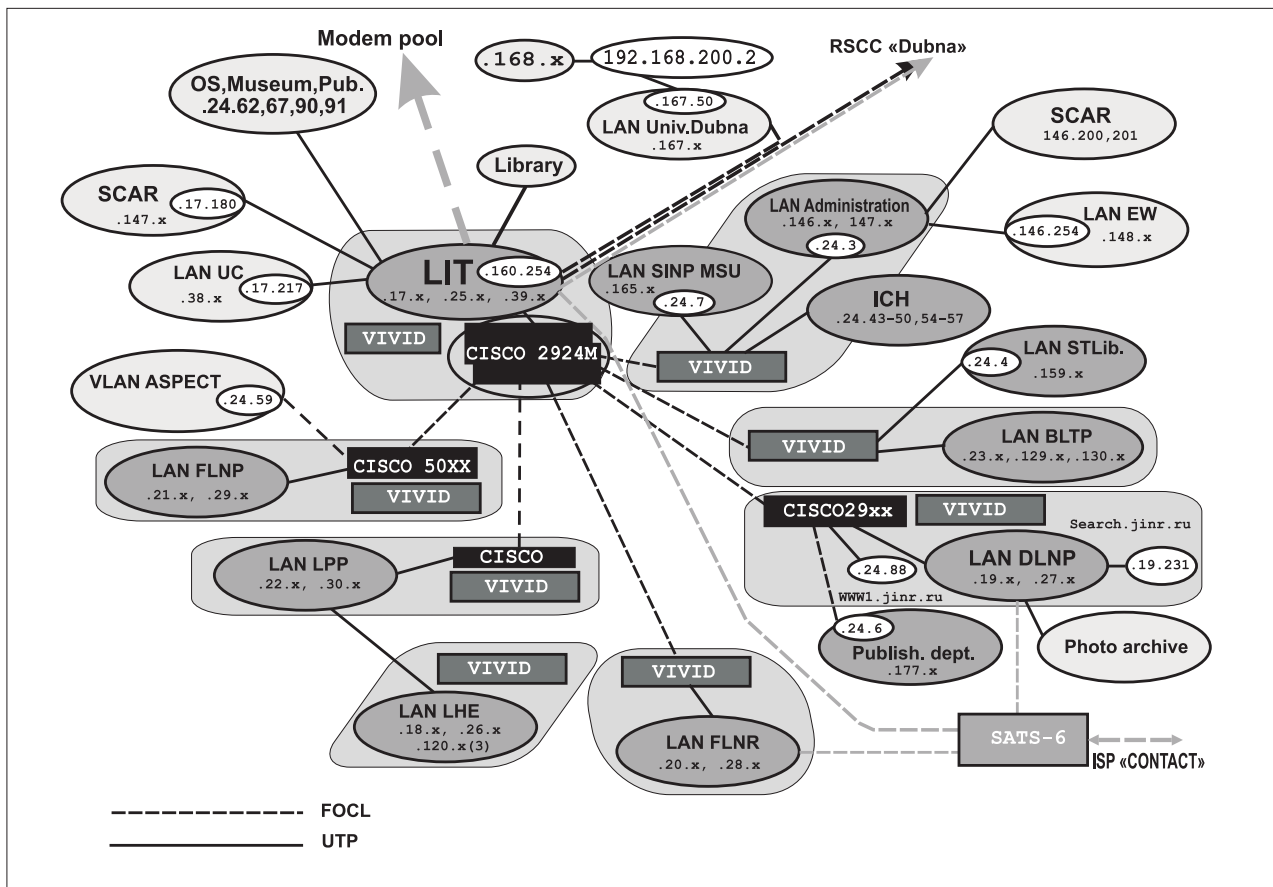 Modem pool
RSCC «Dubna»
.168.x
192.168.200.2
OS,Museum,Pub.
.24.62,67,90,91
.167.50
LAN Univ.Dubna
.167.x
SCAR
146.200,201
Library
SCAR
.17.180
.147.x
LAN Administration
.146.x, 147.x
.24.3
LAN EW
.146.254
.148.x
LAN UC
.17.217
.38.x
LIT
.160.254
.17.x, .25.x, .39.x
LAN SINP MSU
.165.x
.24.7
ICH
.24.43-50,54-57
VIVID
CISCO 2924M
VIVID
LAN STLib.
.24.4
.159.x
VLAN ASPECT
.24.59
VIVID
LAN BLTP
.23.x,.129.x,.130.x
LAN FLNP
.21.x, .29.x
CISCO 50XX
VIVID
CISCO29xx
VIVID
Search.jinr.ru
LAN LPP
.22.x, .30.x
CISCO
VIVID
.24.88
WWW1.jinr.ru
LAN DLNP
.19.x, .27.x
.19.231
.24.6
Publish. dept.
.177.x
Photo archive
VIVID
LAN LHE
.18.x, .26.x
.120.x(3)
VIVID
LAN FLNR
.20.x, .28.x
SATS-6
ISP «CONTACT»
FOCL
UTP